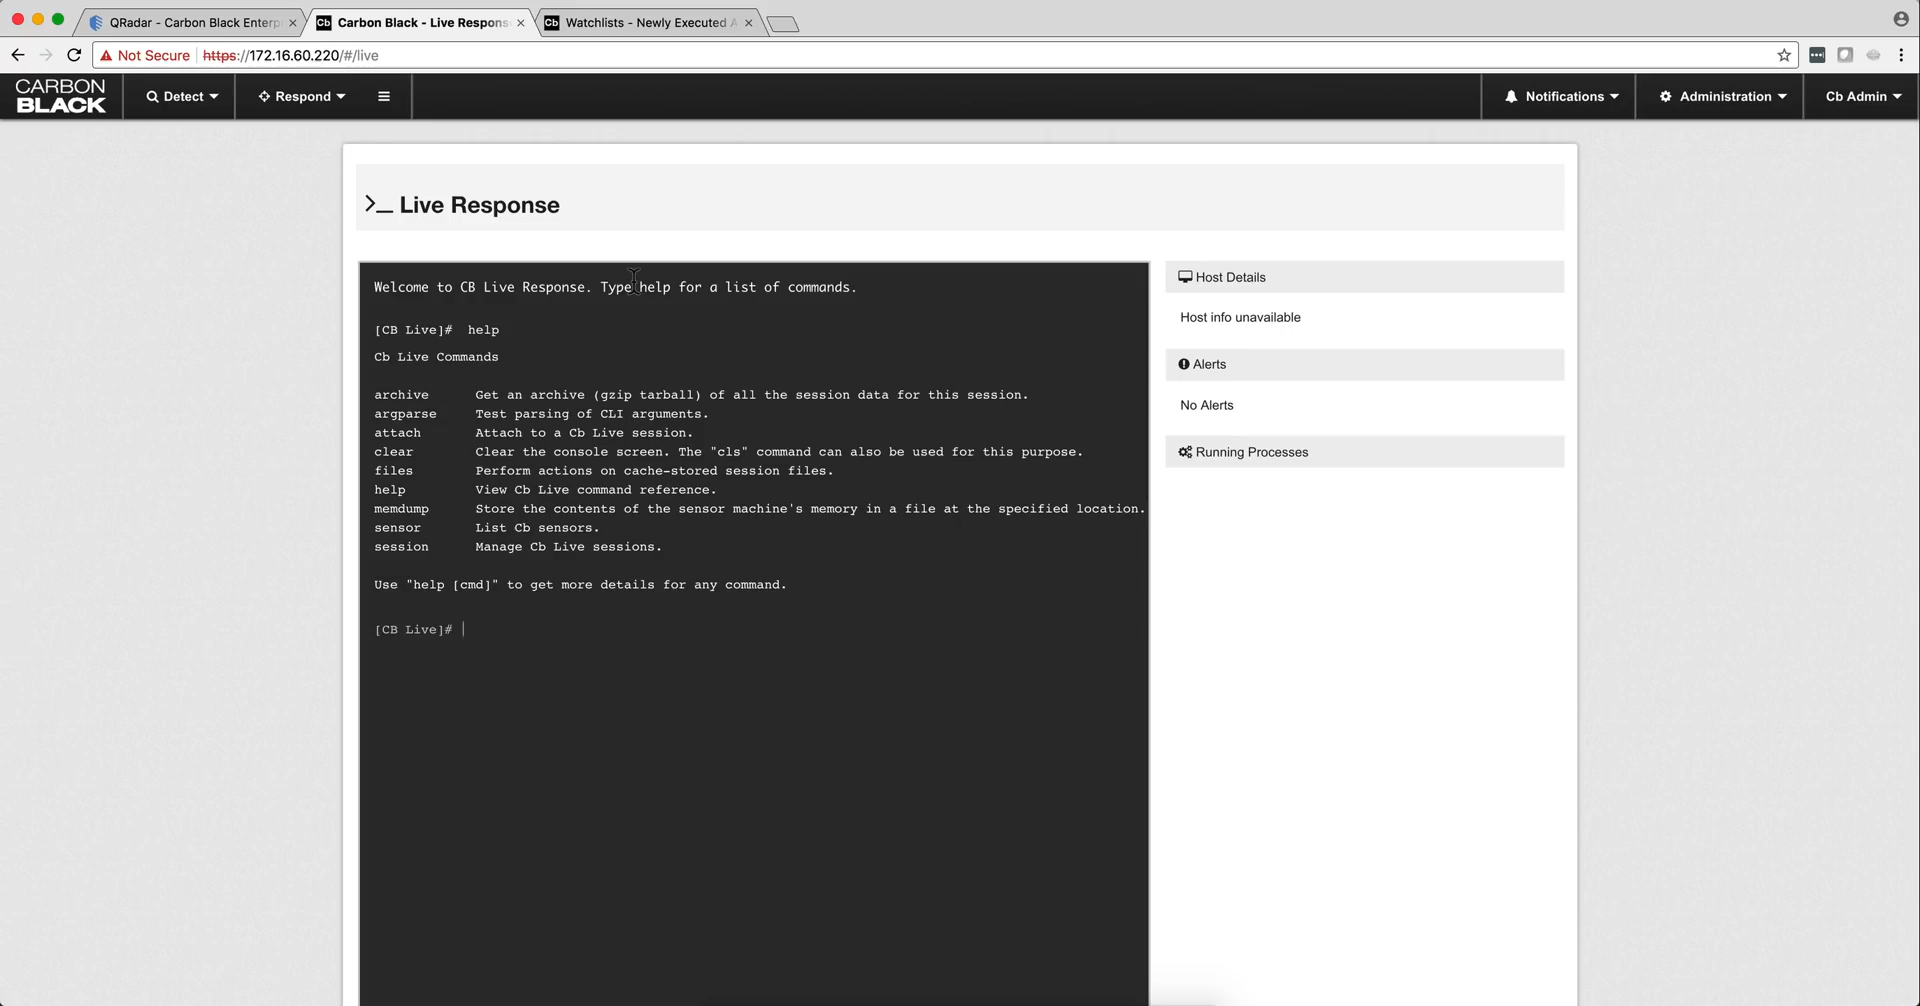 QRadar - Carbon Black Enterp
Cb Carbon Black - Live Respons
Cb Watchlists - Newly Executed A
Not Secure https://172.16.60.220/#/live
CARBON
BLACK
Detect
Respond
Notifications
Administration
Cb Admin
>_ Live Response
Welcome to CB Live Response. Type help for a list of commands.
[CB Live]# help
Cb Live Commands
archive Get an archive (gzip tarball) of all the session data for this session.
argparse Test parsing of CLI arguments.
attach Attach to a Cb Live session.
clear Clear the console screen. The "cls" command can also be used for this purpose.
files Perform actions on cache-stored session files.
help View Cb Live command reference.
memdump Store the contents of the sensor machine's memory in a file at the specified location.
sensor List Cb sensors.
session Manage Cb Live sessions.
Use "help [cmd]" to get more details for any command.
[CB Live]#
Host Details
Host info unavailable
Alerts
No Alerts
Running Processes